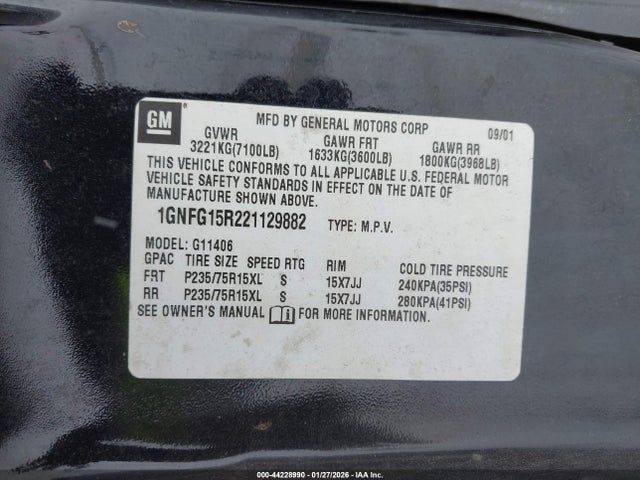 GM
MFD BY GENERAL MOTORS CORP 09/01
GVWR GAWR FRT GAWR RR
3221KG(7100LB) 1633KG(3600LB) 1800KG(3968LB)
THIS VEHICLE CONFORMS TO ALL APPLICABLE U.S. FEDERAL MOTOR
VEHICLE SAFETY STANDARDS IN EFFECT ON THE DATE OF
MANUFACTURE SHOWN ABOVE.
1GNFG15R221129882 TYPE: M.P.V.
MODEL: G11406
GPAC TIRE SIZE SPEED RTG RIM COLD TIRE PRESSURE
FRT P235/75R15XL S 15X7JJ 240KPA(35PSI)
RR P235/75R15XL S 15X7JJ 280KPA(41PSI)
SEE OWNER'S MANUAL i FOR MORE INFORMATION.
000-44228990 - 01/27/2026 - IAA Inc.